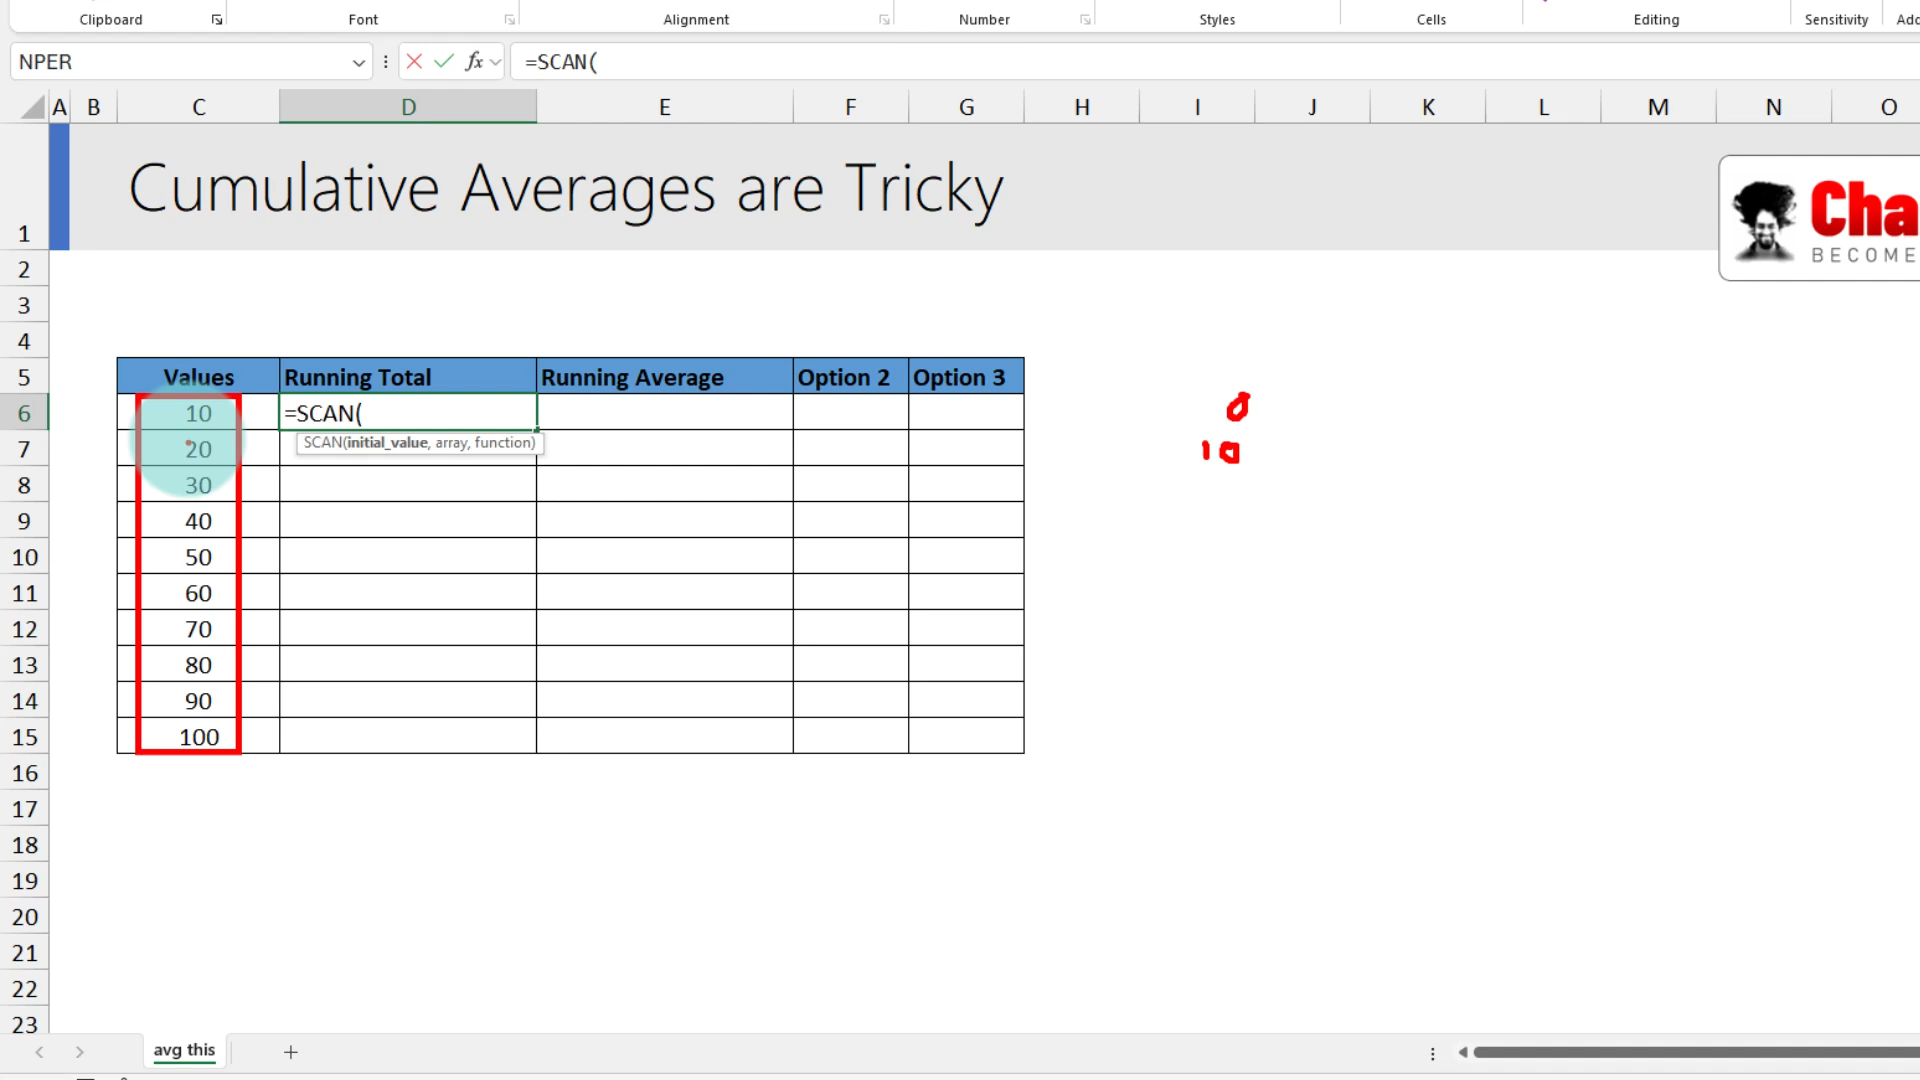 Clipboard Font Alignment Number Styles Cells Editing Sensitivity
NPER fx =SCAN(
A B C D E F G H I J K L M N O
1 Cumulative Averages are Tricky
Cha
BECOME
2
3
4
5 Values Running Total Running Average Option 2 Option 3
6 10 =SCAN( 0
SCAN(initial_value, array, function)
7 20 10
8 30
9 40
10 50
11 60
12 70
13 80
14 90
15 100
16
17
18
19
20
21
22
23
avg this